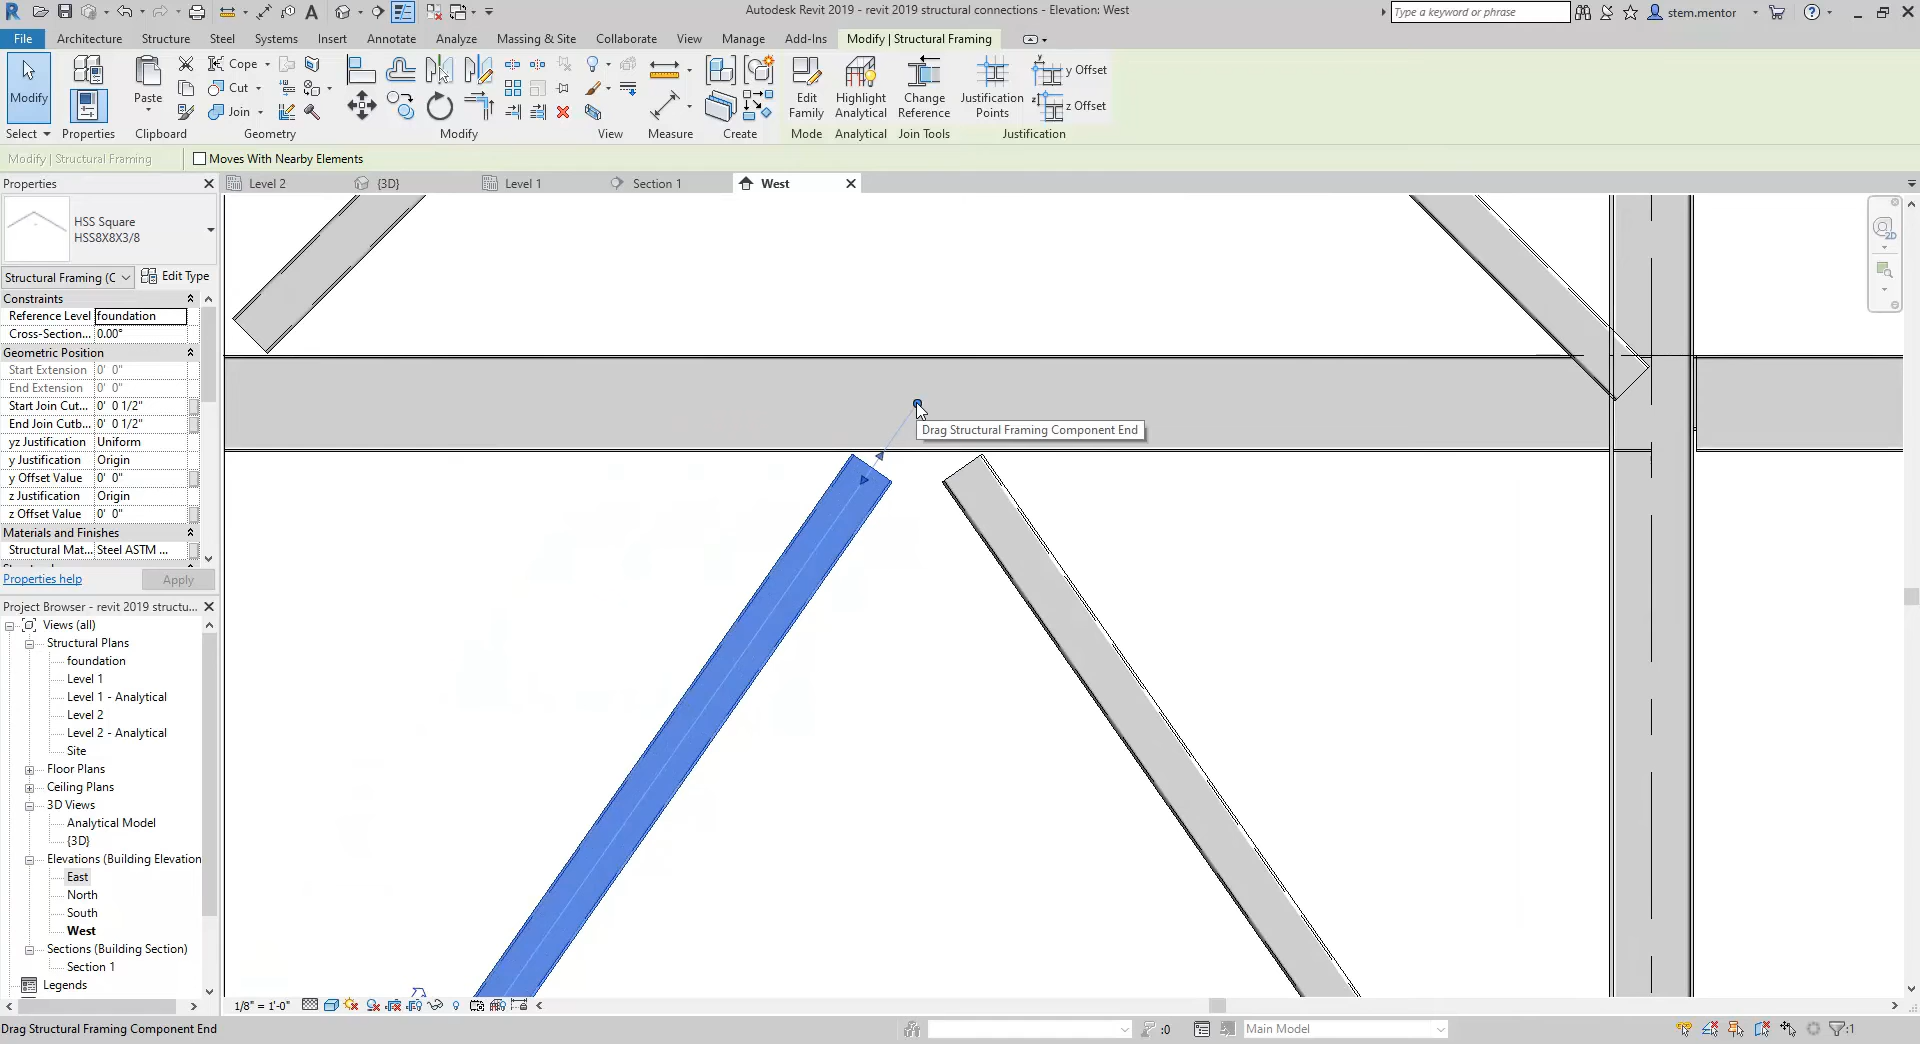 Autodesk Revit 2019 - revit 2019 structural connections - Elevation: West
Type a keyword or phrase
stem.mentor
File Architecture Structure Steel Systems Insert Annotate Analyze Massing & Site Collaborate View Manage Add-Ins Modify | Structural Framing
Modify
Paste
Cope
Cut
Join
Edit Family
Highlight Analytical
Change Reference
Justification Points
y Offset
z Offset
Select Properties Clipboard Geometry Modify View Measure Create Mode Analytical Join Tools Justification
Modify | Structural Framing
Moves With Nearby Elements
Properties
Level 2 {3D} Level 1 Section 1 West
HSS Square
HSS8X8X3/8
Structural Framing (C
Edit Type
Constraints
Reference Level foundation
Cross-Section... 0.00°
Geometric Position
Start Extension 0' 0"
End Extension 0' 0"
Start Join Cut... 0' 0 1/2"
End Join Cutb... 0' 0 1/2"
yz Justification Uniform
y Justification Origin
y Offset Value 0' 0"
z Justification Origin
z Offset Value 0' 0"
Materials and Finishes
Structural Mat... Steel ASTM ...
Properties help
Apply
Project Browser - revit 2019 structu...
Views (all)
Structural Plans
foundation
Level 1
Level 1 - Analytical
Level 2
Level 2 - Analytical
Site
Floor Plans
Ceiling Plans
3D Views
Analytical Model
{3D}
Elevations (Building Elevation
East
North
South
West
Sections (Building Section)
Section 1
Legends
Drag Structural Framing Component End
2D
1/8" = 1'-0"
Drag Structural Framing Component End
:0
Main Model
:1